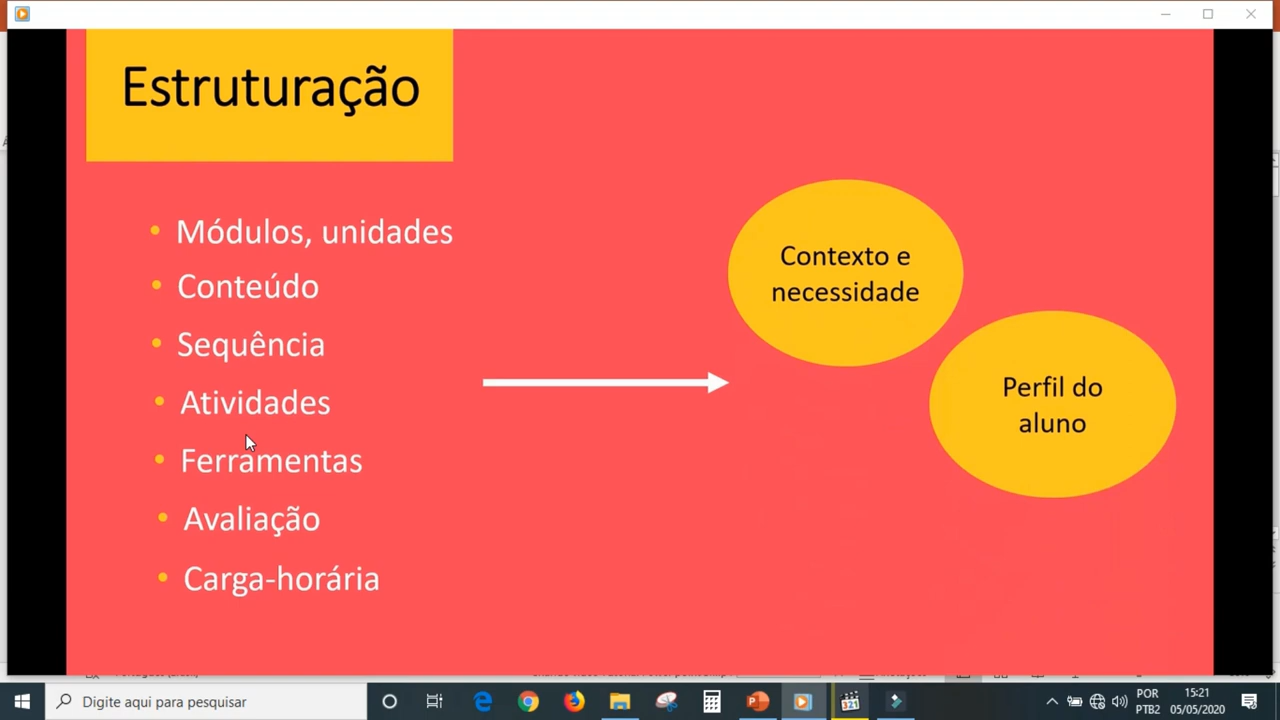 Estruturação
• Módulos, unidades
• Conteúdo
• Sequência
• Atividades
• Ferramentas
• Avaliação
• Carga-horária
Contexto e
necessidade
Perfil do
aluno
Digite aqui para pesquisar
321
POR
PTB2
15:21
05/05/2020